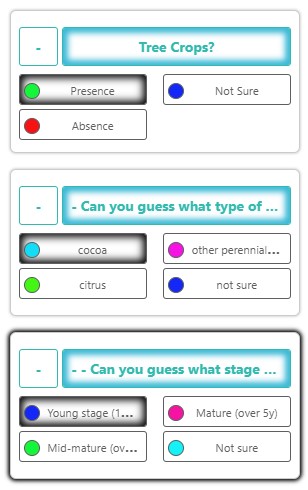 -
Tree Crops?
Presence
Not Sure
Absence
-
- Can you guess what type of ...
cocoa
other perennial...
citrus
not sure
-
- - Can you guess what stage ...
Young stage (1...
Mature (over 5y)
Mid-mature (ov...
Not sure